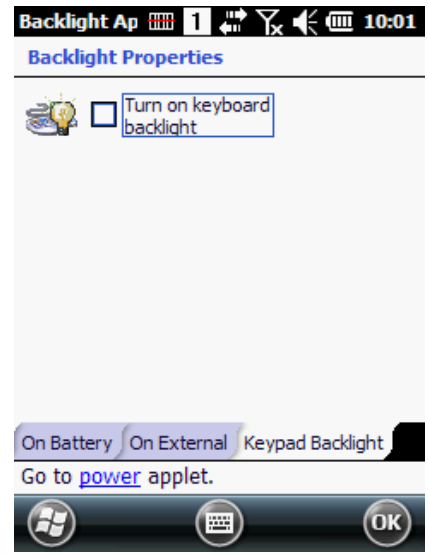 Backlight Ap 1 10:01
Backlight Properties
Turn on keyboard
backlight
On Battery On External Keypad Backlight
Go to power applet.
OK